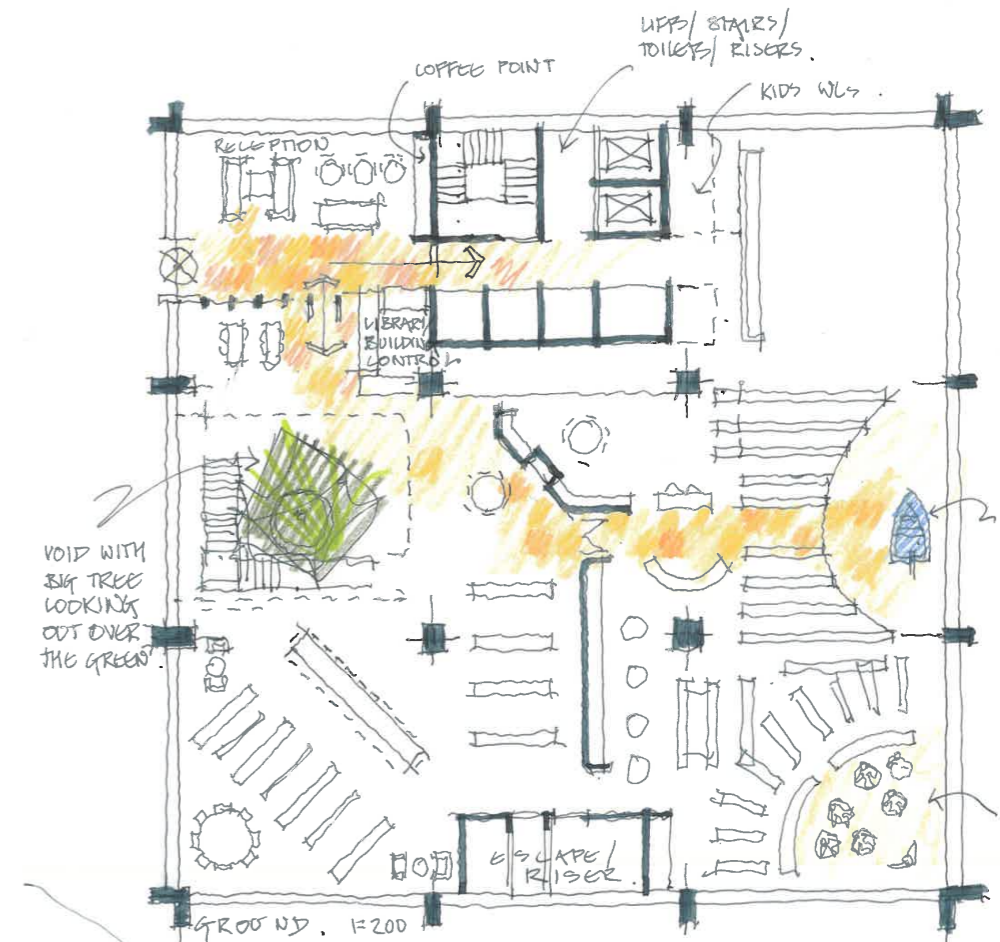 LIFTS/ STAIRS/
TOILETS/ RISERS.
COFFEE POINT
KIDS WCS.
RECEPTION
LIBRARY/
BUILDING
CONTROL
VOID WITH
BIG TREE
LOOKING
OUT OVER
THE GREEN.
ESCAPE/
RISER.
GROUND. 1=200